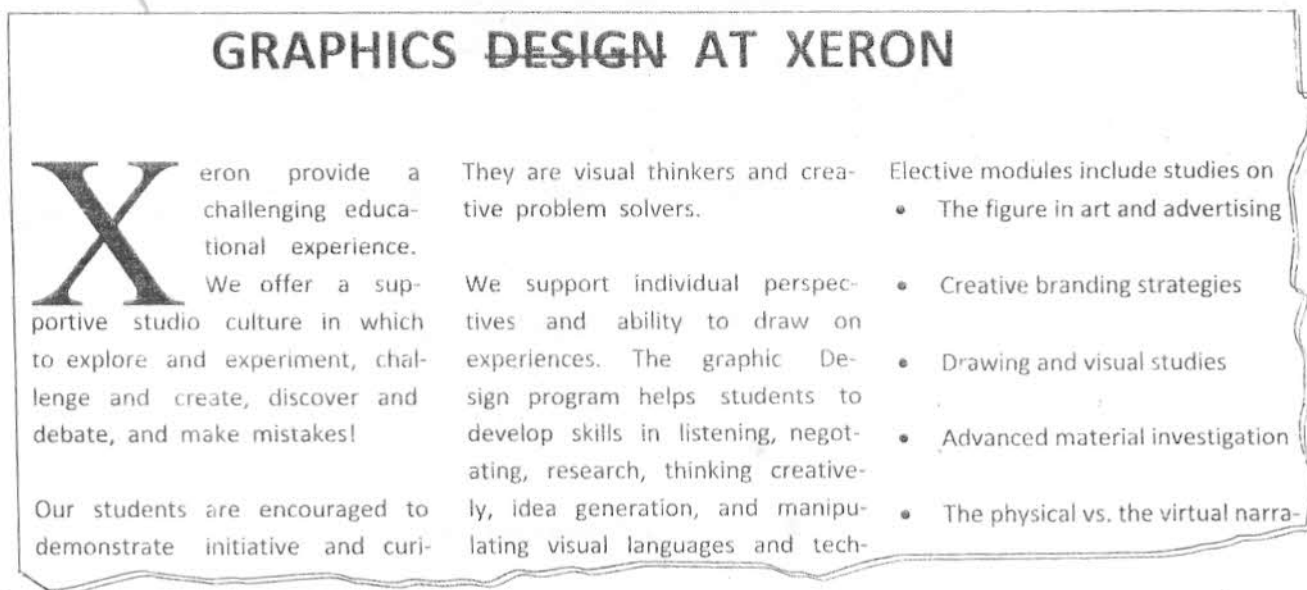 GRAPHICS DESIGN AT XERON
Xeron provide a
challenging educa-
tional experience.
We offer a sup-
portive studio culture in which
to explore and experiment, chal-
lenge and create, discover and
debate, and make mistakes!
Our students are encouraged to
demonstrate initiative and curi-
They are visual thinkers and crea-
tive problem solvers.
We support individual perspec-
tives and ability to draw on
experiences. The graphic De-
sign program helps students to
develop skills in listening, negot-
ating, research, thinking creative-
ly, idea generation, and manipu-
lating visual languages and tech-
Elective modules include studies on
• The figure in art and advertising
• Creative branding strategies
• Drawing and visual studies
• Advanced material investigation
• The physical vs. the virtual narra-